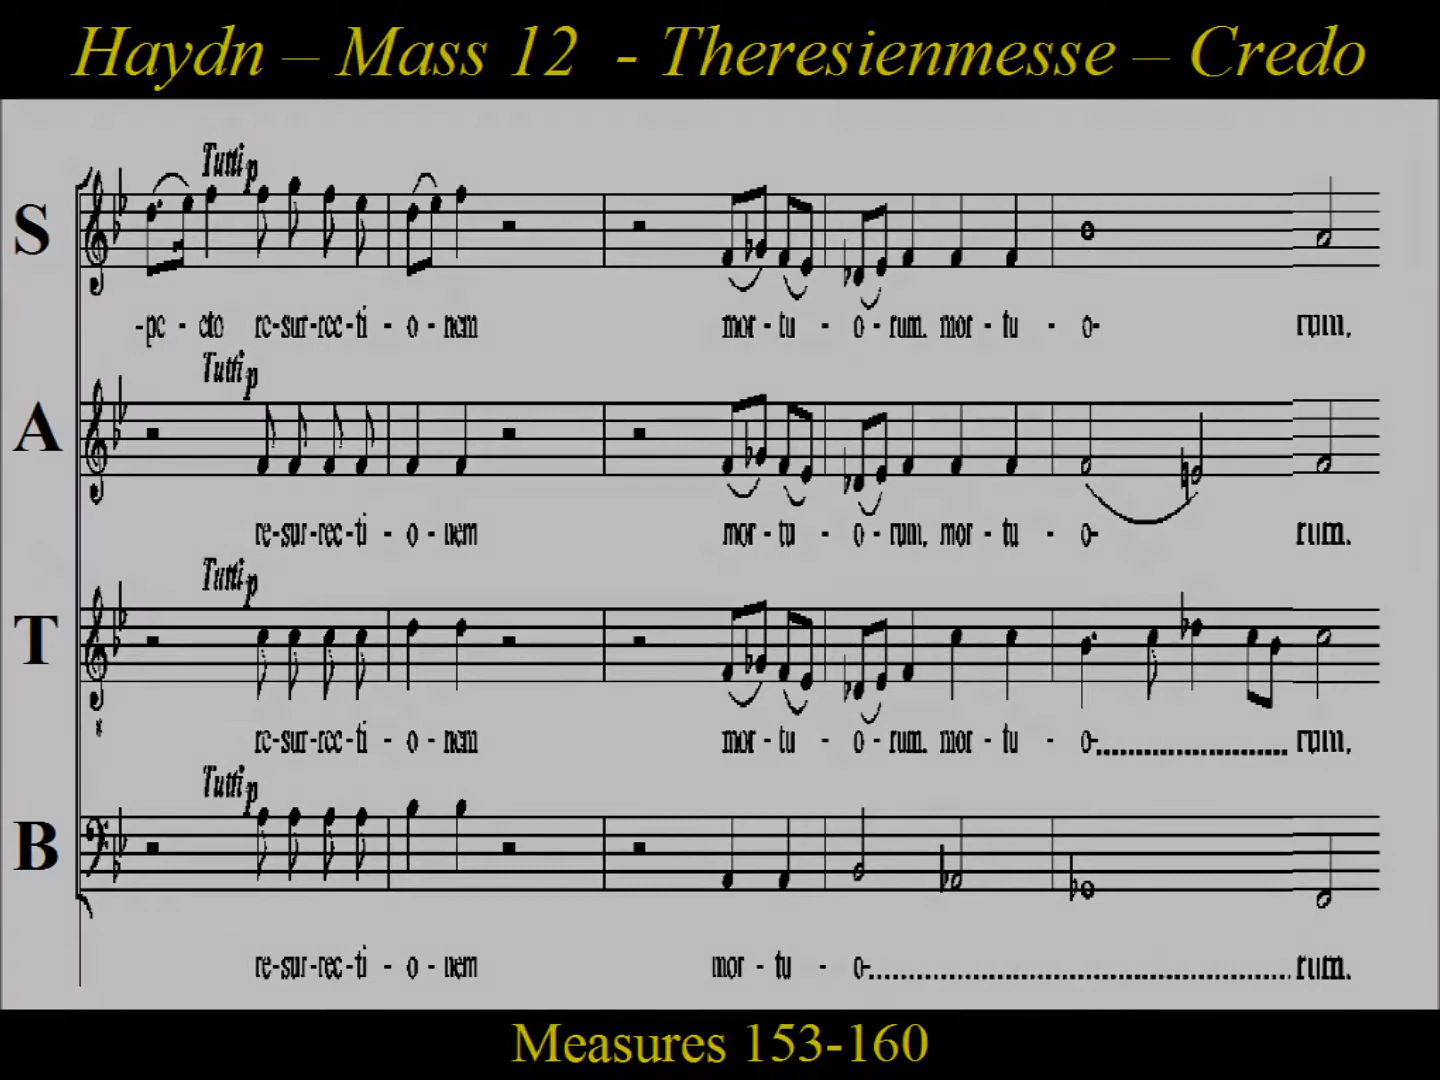 Haydn – Mass 12 - Theresienmesse – Credo
Tutti p
S
-pe - cto re-sur-rec-ti - o - nem mor - tu - o - rum. mor - tu - o- rum.
Tutti p
A
re-sur-rec-ti - o - nem mor - tu - o - rum, mor - tu - o- rum.
Tutti p
T
re-sur-rec-ti - o - nem mor - tu - o - rum. mor - tu - o- rum.
Tutti p
B
re-sur-rec-ti - o - nem mor - tu - o- rum.
Measures 153-160